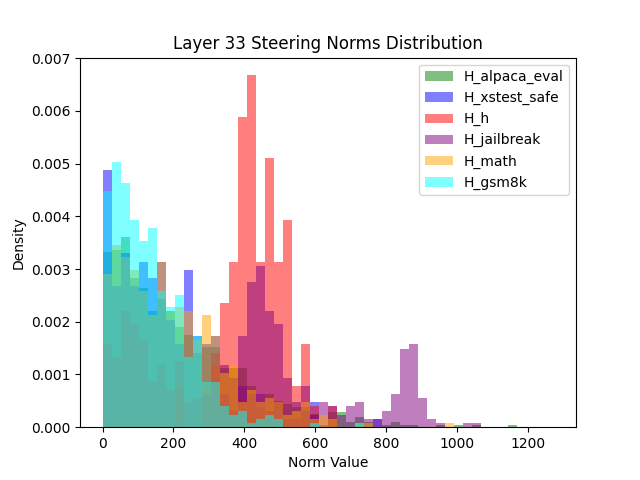 Layer 33 Steering Norms Distribution
0.007
0.006
0.005
0.004
0.003
0.002
0.001
0.000
Density
H_alpaca_eval
H_xstest_safe
H_h
H_jailbreak
H_math
H_gsm8k
0 200 400 600 800 1000 1200
Norm Value